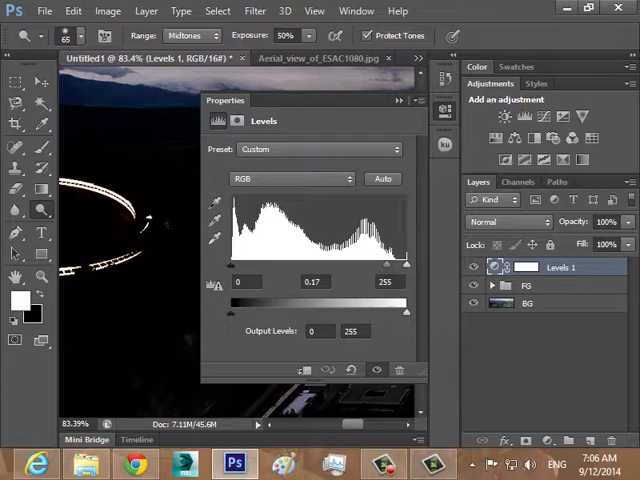 Ps File Edit Image Layer Type Select Filter 3D View Window Help
65 Range: Midtones Exposure: 50% Protect Tones
Untitled1 @ 83.4% (Levels 1, RGB/16#) * × Aerial_view_of_ESAC1080.jpg ×
Properties
Levels
Preset: Custom
RGB Auto
0 0.17 255
Output Levels: 0 255
83.39% Doc: 7.11M/45.6M
Mini Bridge Timeline
Color Swatches
Adjustments Styles
Add an adjustment
ku
Layers Channels Paths
Kind
Normal Opacity: 100%
Lock: Fill: 100%
Levels 1
FG
BG
fx
Ps ENG 7:06 AM
9/12/2014